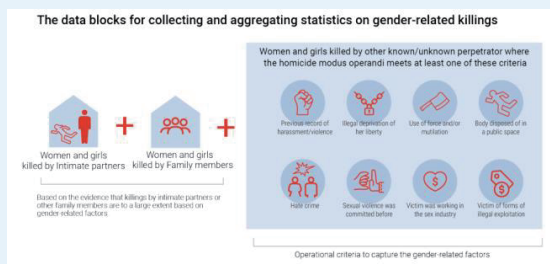 The data blocks for collecting and aggregating statistics on gender-related killings
Women and girls killed by other known/unknown perpetrator where
the homicide modus operandi meets at least one of these criteria
Previous record of
harassment/violence
Illegal deprivation of
her liberty
Use of force and/or
mutilation
Body disposed of in
a public space
Women and girls
killed by Intimate partners
Women and girls
killed by Family members
Based on the evidence that killings by intimate partners or
other family members are to a large extent based on
gender-related factors
Hate crime
Sexual violence was
committed before
Victim was working in
the sex industry
Victim of forms of
illegal exploitation
Operational criteria to capture the gender-related factors